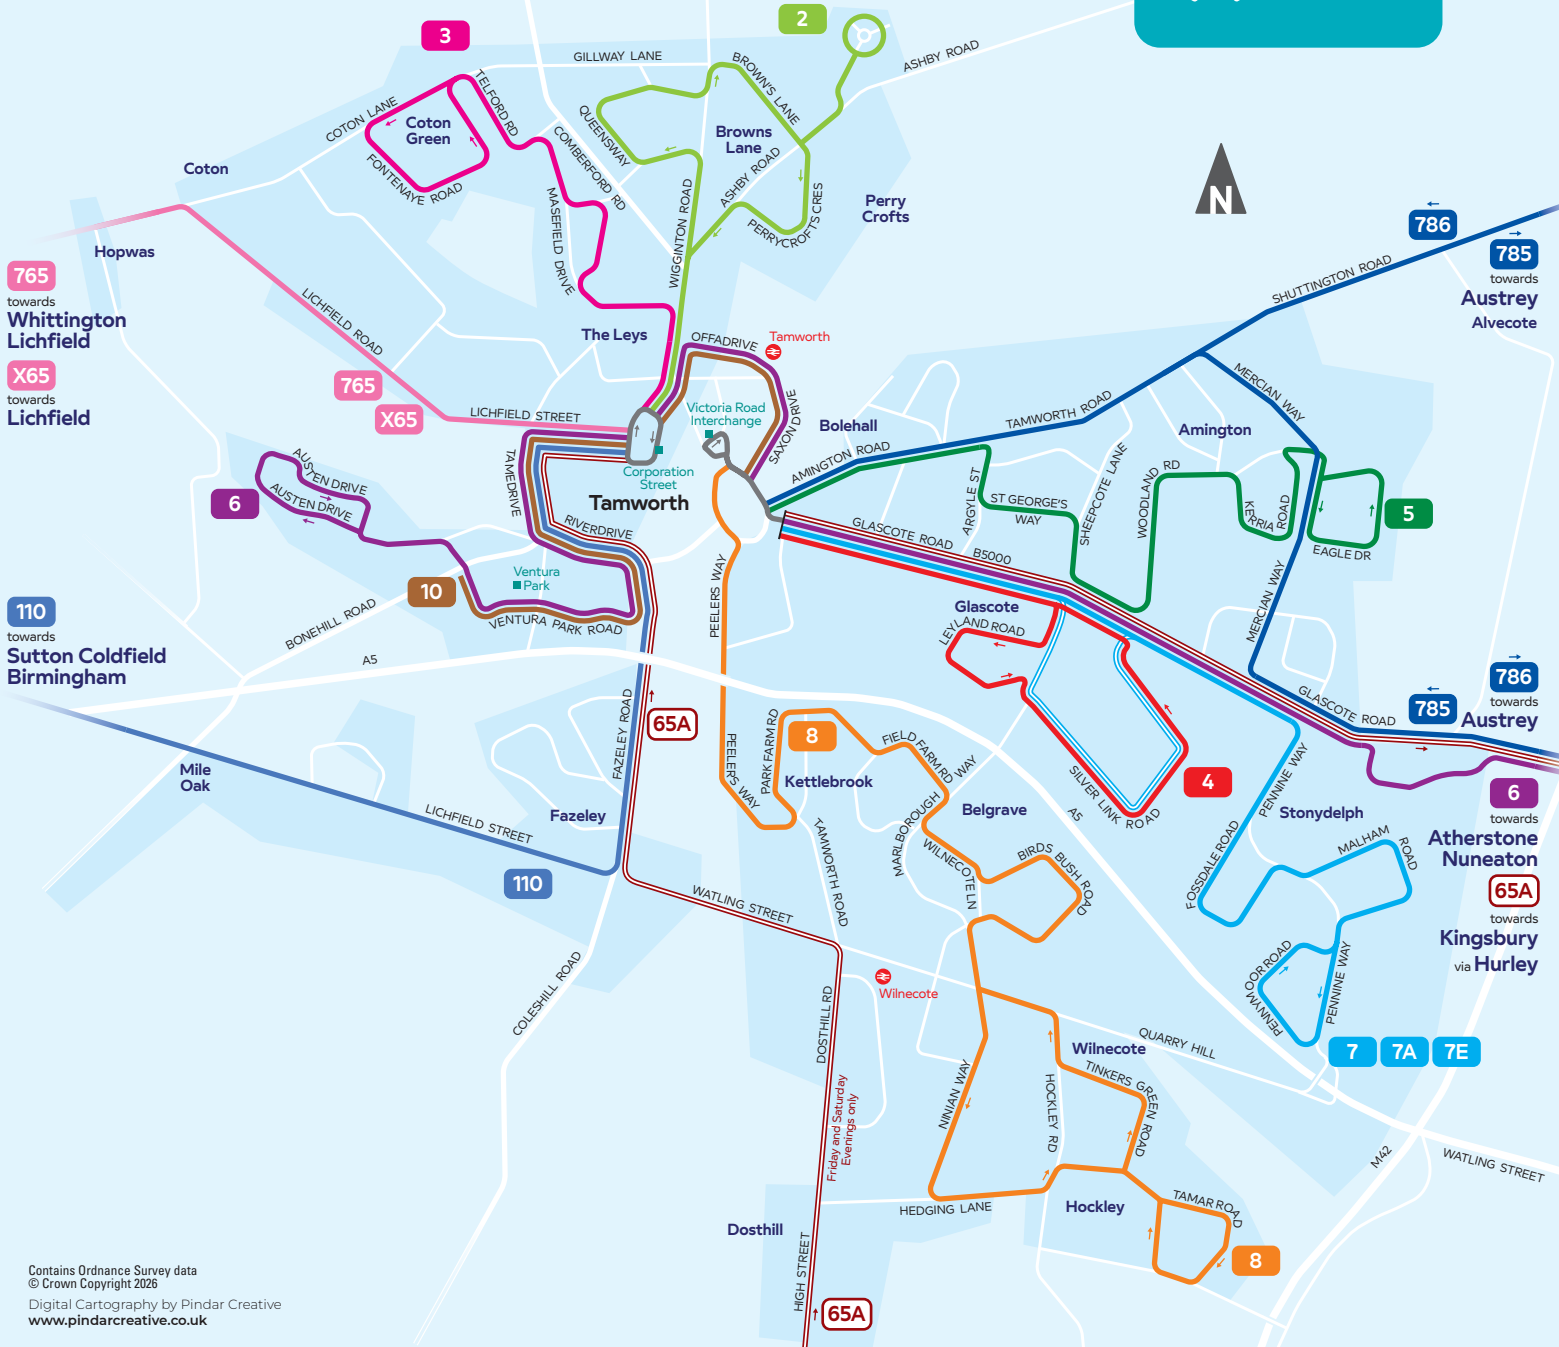 3
2
GILLWAY LANE
ASHBY ROAD
BROWN'S LANE
TELFORD RD
COTON LANE
Coton
Green
QUEENSWAY
COMBERFORD RD
Browns
Lane
ASHBY ROAD
FONTENAYE ROAD
Coton
MASEFIELD DRIVE
WIGGINTON ROAD
PERRYCROFTS CRES
Perry
Crofts
N
786
785
towards
Austrey
Alvecote
SHUTTINGTON ROAD
Hopwas
765
towards
Whittington
Lichfield
X65
towards
Lichfield
LICHFIELD ROAD
The Leys
OFFADRIVE
Tamworth
765
X65
LICHFIELD STREET
Victoria Road
Interchange
SAXON DRIVE
Bolehall
TAMWORTH ROAD
MERCIAN WAY
Amington
AMINGTON ROAD
Corporation
Street
Tamworth
TAMEDRIVE
RIVERDRIVE
AUSTEN DRIVE
AUSTEN DRIVE
6
ARGYLE ST
ST GEORGE'S
WAY
SHEEPCOTE LANE
WOODLAND RD
KERRIA ROAD
5
EAGLE DR
GLASCOTE ROAD
B5000
MERCIAN WAY
Ventura
Park
10
VENTURA PARK ROAD
BONEHILL ROAD
A5
110
towards
Sutton Coldfield
Birmingham
PEELERS WAY
Glascote
LEYLAND ROAD
GLASCOTE ROAD
786
towards
785
Austrey
65A
FAZELEY ROAD
PEELERS WAY
PARK FARM RD
8
FIELD FARM RD
Kettlebrook
MARLBOROUGH WAY
Belgrave
A5
SILVER LINK ROAD
4
PENNINE WAY
Stonydelph
6
towards
Atherstone
Nuneaton
65A
towards
Kingsbury
via Hurley
Mile
Oak
LICHFIELD STREET
Fazeley
110
TAMWORTH ROAD
WILNECOTE LN
BIRDS BUSH ROAD
FOSSDALE ROAD
MALHAM ROAD
WATLING STREET
COLESHILL ROAD
Wilnecote
PENNYMOOR ROAD
PENNINE WAY
7
7A
7E
DOSTHILL RD
Friday and Saturday
Evenings only
NINIAN WAY
HOCKLEY RD
Wilnecote
QUARRY HILL
TINKERS GREEN ROAD
M42
WATLING STREET
HEDGING LANE
Hockley
TAMAR ROAD
8
Dosthill
HIGH STREET
65A
Contains Ordnance Survey data
© Crown Copyright 2026
Digital Cartography by Pindar Creative
www.pindarcreative.co.uk